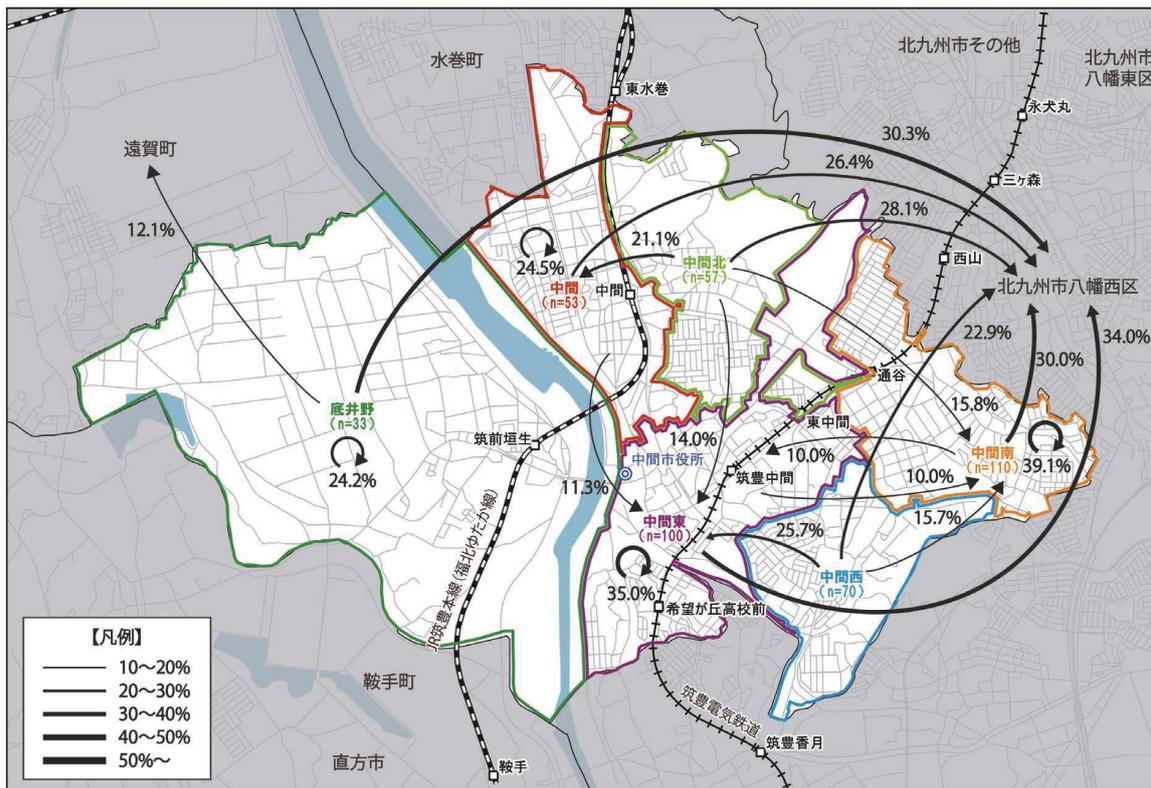 水巻町
北九州市その他
北九州市
八幡東区
東水巻
永犬丸
遠賀町
30.3%
26.4%
三ヶ森
28.1%
12.1%
21.1%
24.5%
中間北
(n=57)
西山
中間
(n=53)
中間
北九州市八幡西区
22.9%
34.0%
30.0%
通谷
底井野
(n=33)
15.8%
東中間
筑前垣生
14.0%
中間市役所
10.0%
中間南
(n=110)
39.1%
24.2%
筑豊中間
10.0%
11.3%
中間東
(n=100)
25.7%
15.7%
中間西
(n=70)
35.0%
希望が丘高校前
JR筑豊本線(福北ゆたか線)
【凡例】
10~20%
20~30%
30~40%
40~50%
50%~
鞍手町
直方市
鞍手
筑豊電気鉄道
筑豊香月